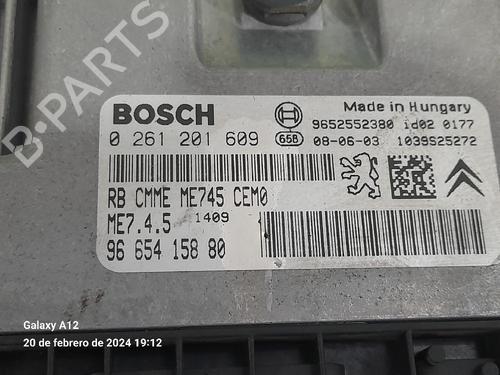 B-PARTS
BOSCH
Made in Hungary
0 261 201 609
658
9652552380 id02 0177
08-06-03 1039S25272
RB CMME ME745 CEM0
ME7.4.5 1409
96 654 158 80
Galaxy A12
20 de febrero de 2024 19:12